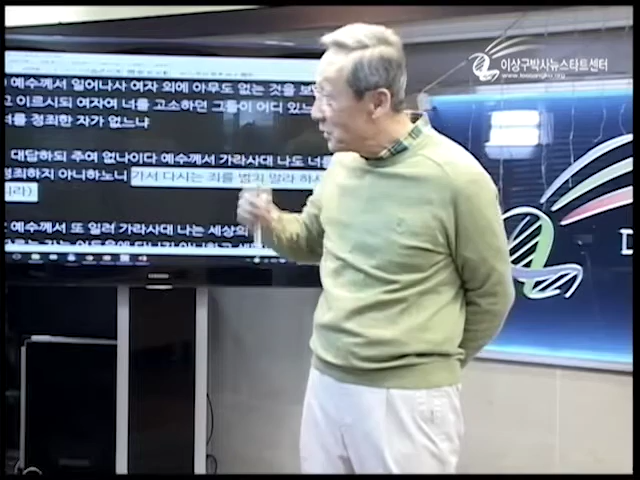 이상구박사뉴스타트센터
예수께서 일어나사 여자 외에 아무도 없는 것을
이르시되 여자여 너를 고소하던 그들이 어디
너를 정죄한 자가 없느냐
대답하되 주여 없나이다 예수께서 가라사대 나도 너를
정죄하지 아니하노니 가서 다시는 죄를 범치 말라
예수께서 또 일러 가라사대 나는 세상의
D